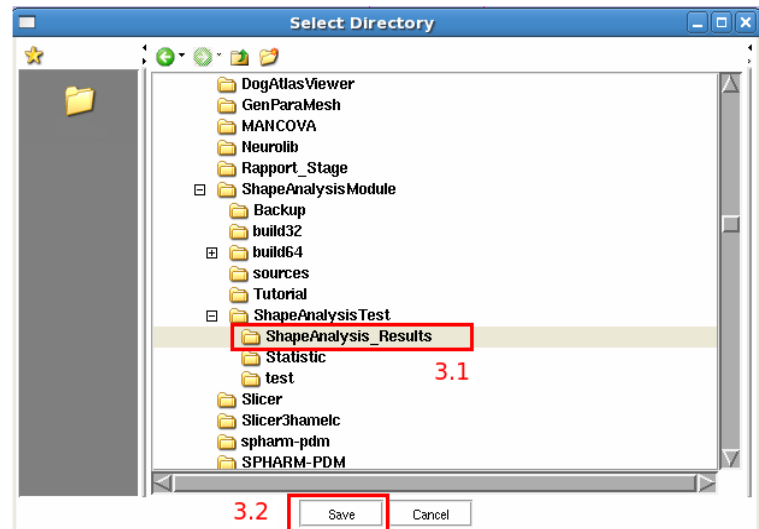 Select Directory
DogAtlasViewer
GenParaMesh
MANCOVA
Neurolib
Rapport_Stage
ShapeAnalysisModule
Backup
build32
build64
sources
Tutorial
ShapeAnalysisTest
ShapeAnalysis_Results
Statistic
3.1
test
Slicer
Slicer3hamelc
spharm-pdm
SPHARM-PDM
3.2 Save Cancel